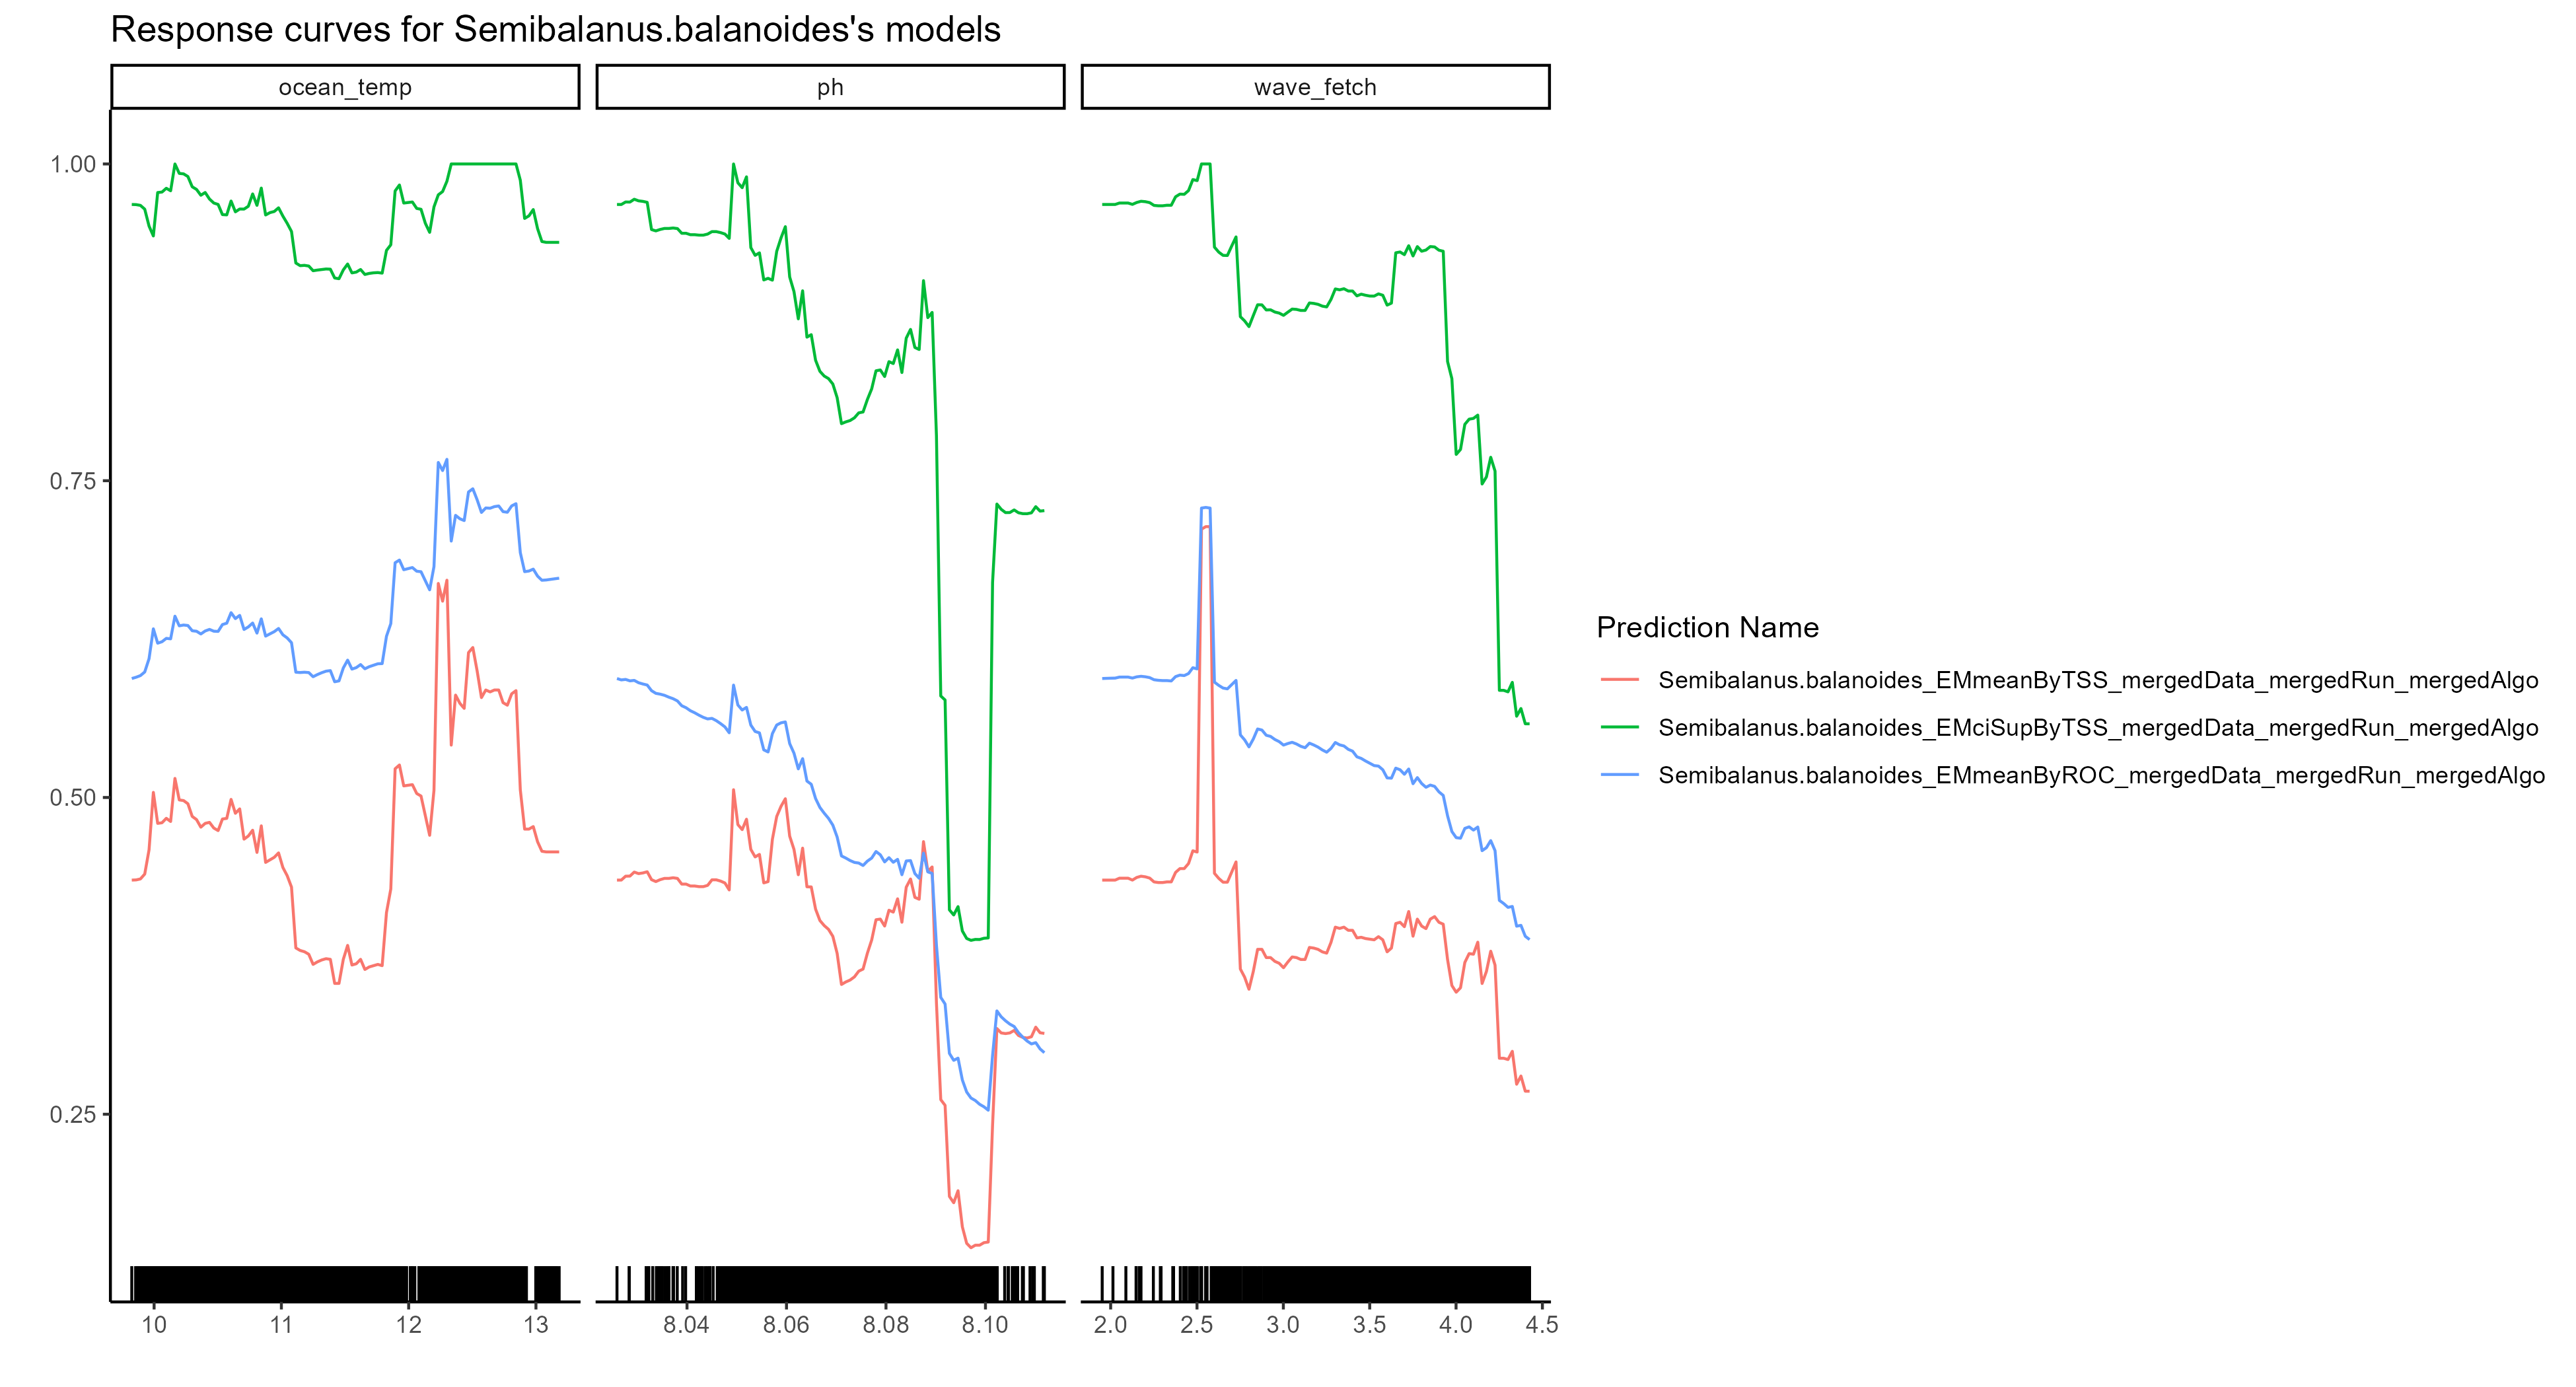 Response curves for Semibalanus.balanoides's models
ocean_temp
ph
wave_fetch
1.00
0.75
0.50
0.25
10
11
12
13
8.04
8.06
8.08
8.10
2.0
2.5
3.0
3.5
4.0
4.5
Prediction Name
Semibalanus.balanoides_EMmeanByTSS_mergedData_mergedRun_mergedAlgo
Semibalanus.balanoides_EMciSupByTSS_mergedData_mergedRun_mergedAlgo
Semibalanus.balanoides_EMmeanByROC_mergedData_mergedRun_mergedAlgo